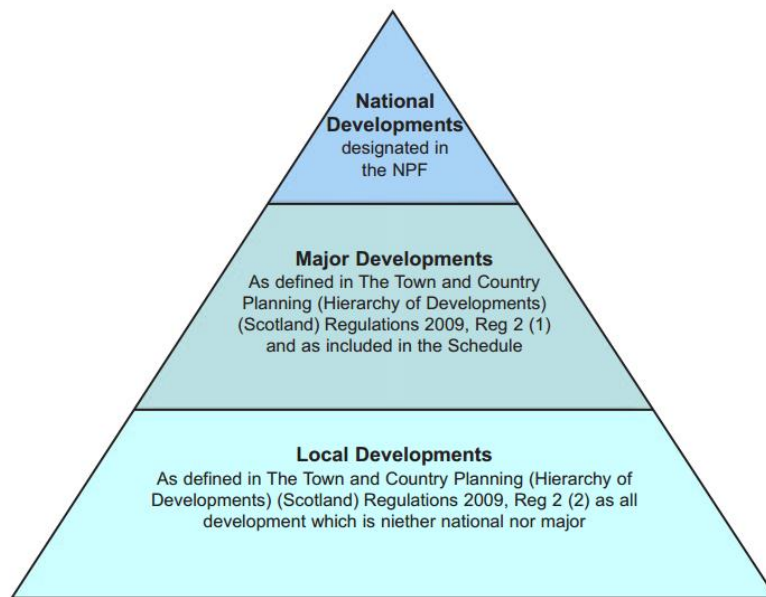 National
Developments
designated in
the NPF
Major Developments
As defined in The Town and Country
Planning (Hierarchy of Developments)
(Scotland) Regulations 2009, Reg 2 (1)
and as included in the Schedule
Local Developments
As defined in The Town and Country Planning (Hierarchy of
Developments) (Scotland) Regulations 2009, Reg 2 (2) as all
development which is niether national nor major